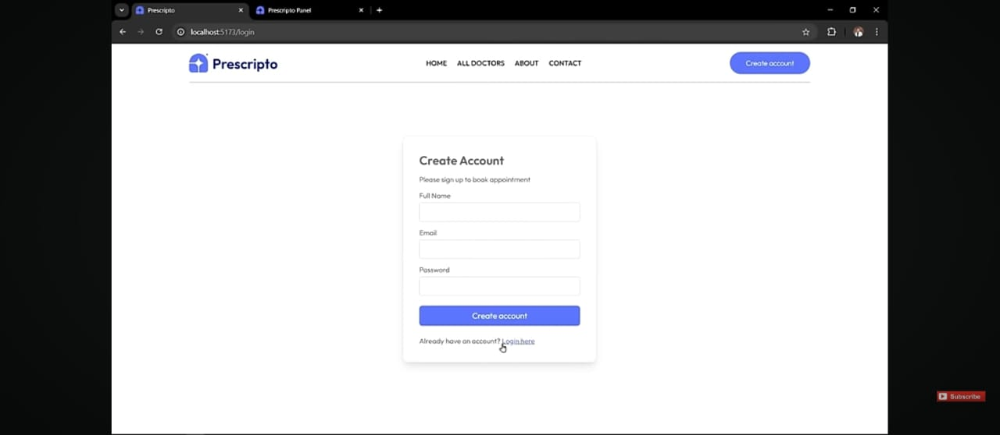 Prescripto
Prescripto Panel
localhost:5173/login
Prescripto
HOME ALL DOCTORS ABOUT CONTACT
Create account
Create Account
Please sign up to book appointment
Full Name
Email
Password
Create account
Already have an account? Login here
Subscribe